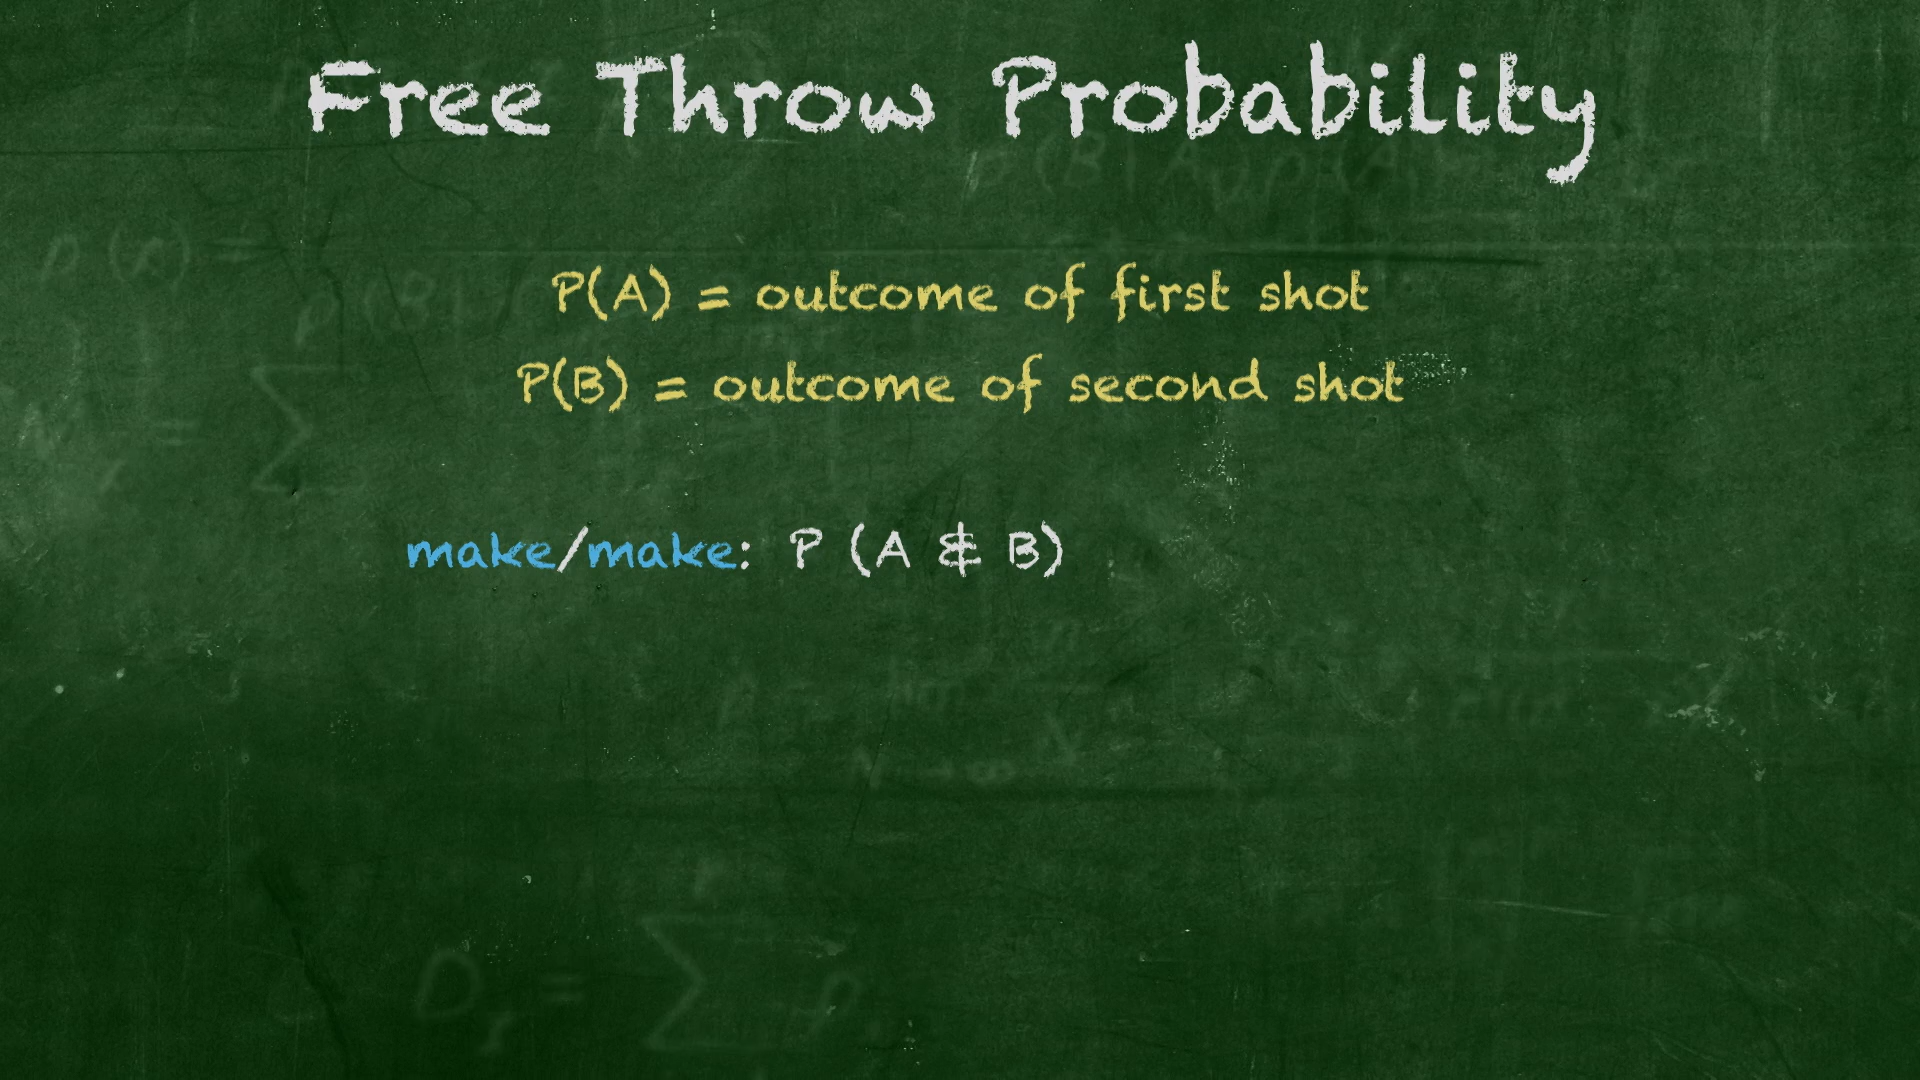 Free Throw Probability
P(A) = outcome of first shot
P(B) = outcome of second shot
make/make: P (A & B)